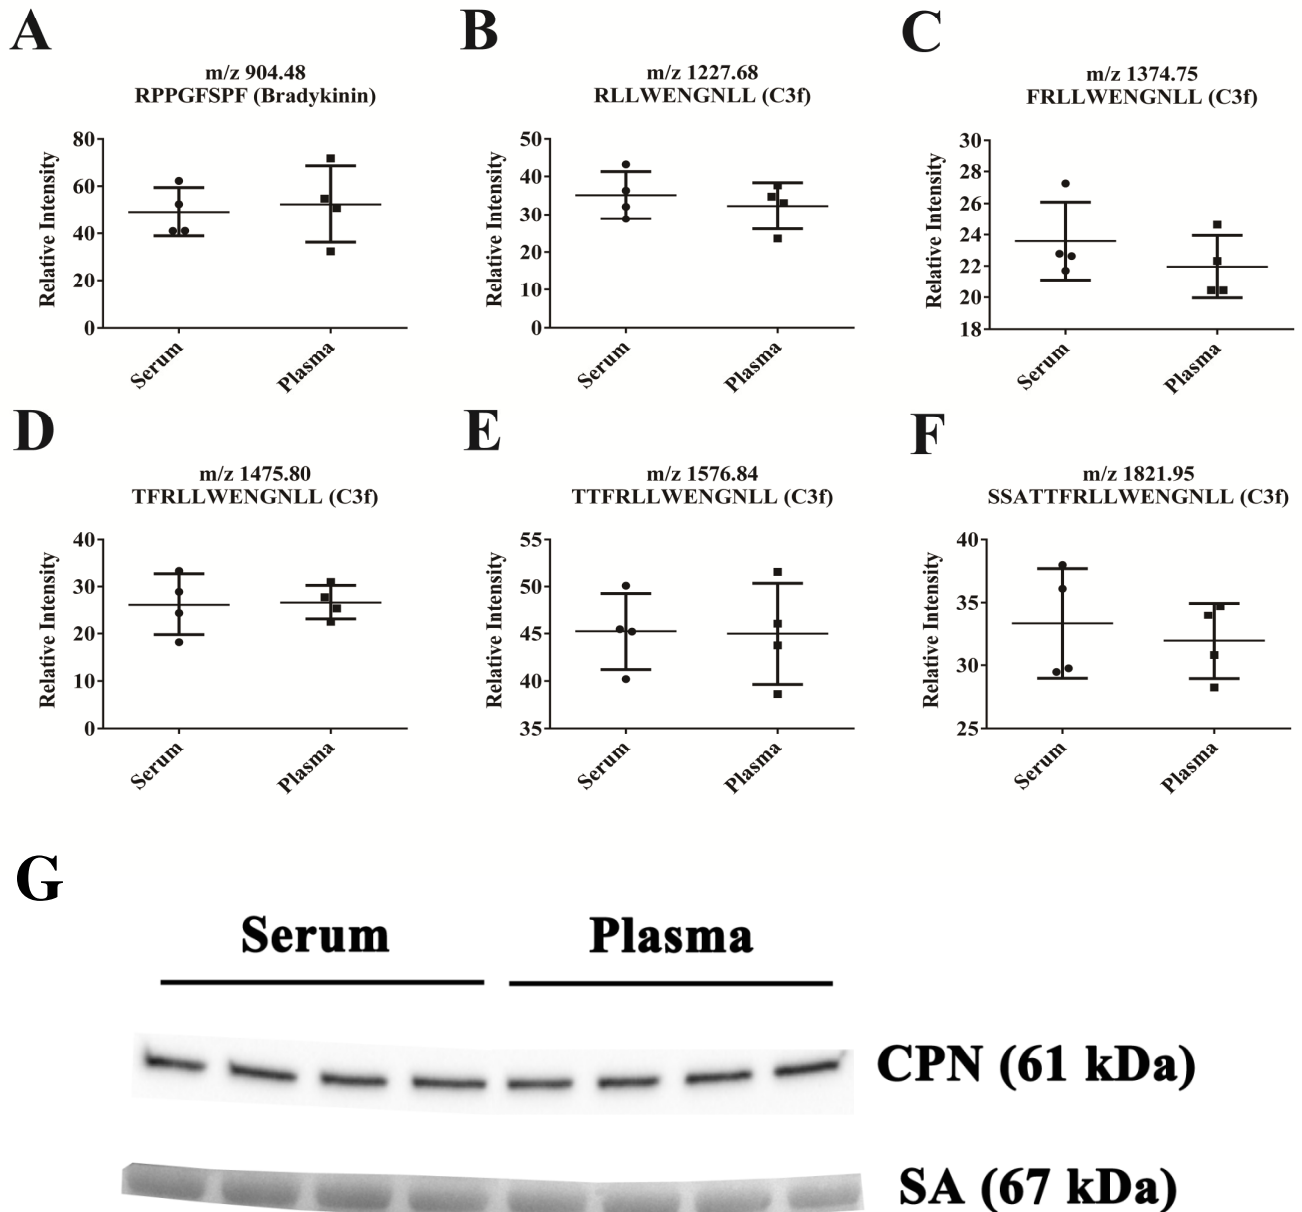 A
m/z 904.48
RPPGFSPF (Bradykinin)
Relative Intensity
80
60
40
20
0
Serum
Plasma
B
m/z 1227.68
RLLWENGNLL (C3f)
Relative Intensity
50
40
30
20
10
0
Serum
Plasma
C
m/z 1374.75
FRLLWENGNLL (C3f)
Relative Intensity
30
28
26
24
22
20
18
Serum
Plasma
D
m/z 1475.80
TFRLLWENGNLL (C3f)
Relative Intensity
40
30
20
10
0
Serum
Plasma
E
m/z 1576.84
TTFRLLWENGNLL (C3f)
Relative Intensity
55
50
45
40
35
Serum
Plasma
F
m/z 1821.95
SSATTFRLLWENGNLL (C3f)
Relative Intensity
40
35
30
25
Serum
Plasma
G
Serum
Plasma
CPN (61 kDa)
SA (67 kDa)